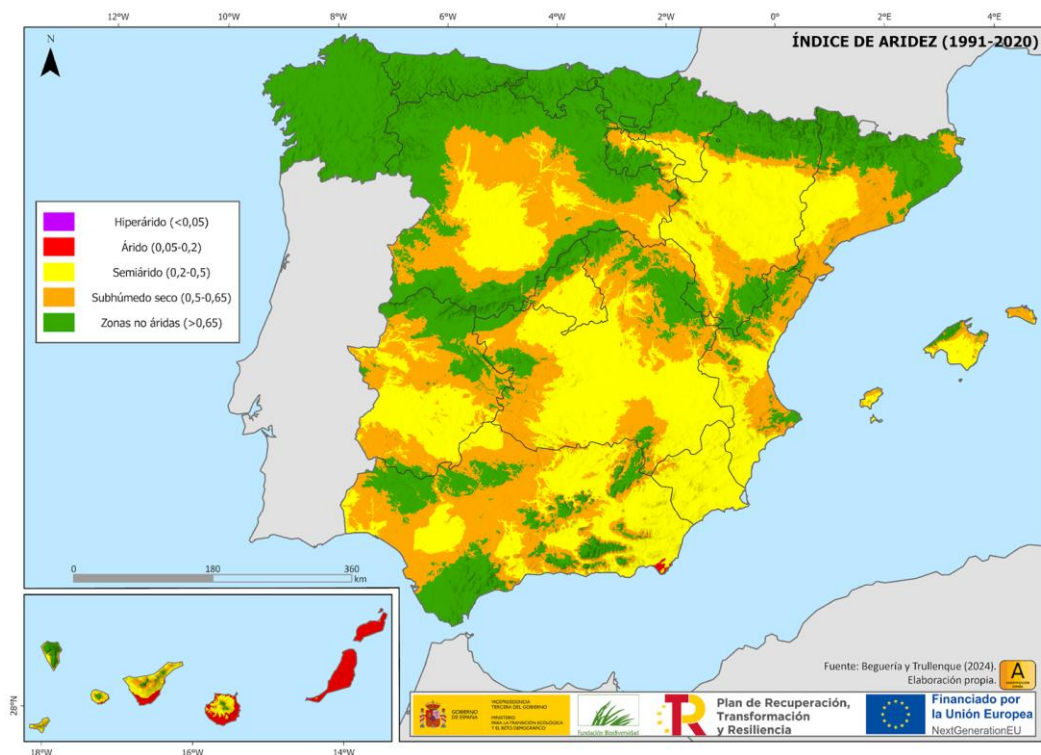 12°W 10°W 8°W 6°W 4°W 2°W 0° 2°E 4°E
ÍNDICE DE ARIDEZ (1991-2020)
N
Hiperárido (<0,05)
Árido (0,05-0,2)
Semiárido (0,2-0,5)
Subhúmedo seco (0,5-0,65)
Zonas no áridas (>0,65)
0 180 360
km
28°N
18°W 16°W 14°W
Fuente: Beguería y Trullenque (2024).
Elaboración propia.
A
GOBIERNO
DE ESPAÑA
VICEPRESIDENCIA
TERCERA DEL GOBIERNO
MINISTERIO
PARA LA TRANSICIÓN ECOLÓGICA
Y EL RETO DEMOGRÁFICO
Fundación Biodiversidad
Plan de Recuperación,
Transformación
y Resiliencia
Financiado por
la Unión Europea
NextGenerationEU